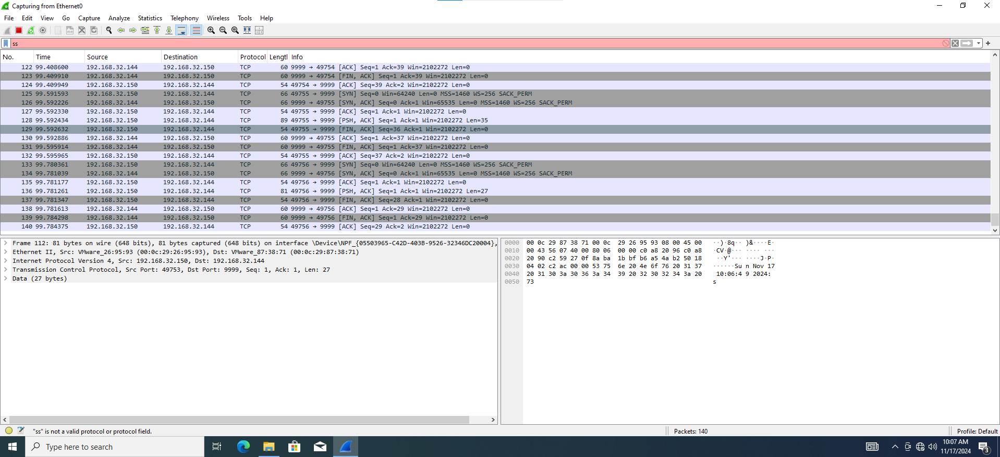 Capturing from Ethernet0
File Edit View Go Capture Analyze Statistics Telephony Wireless Tools Help
ss
No. Time Source Destination Protocol Lengtl Info
122 99.408600 192.168.32.144 192.168.32.150 TCP 60 9999 → 49754 [ACK] Seq=1 Ack=39 Win=2102272 Len=0
123 99.409910 192.168.32.144 192.168.32.150 TCP 60 9999 → 49754 [FIN, ACK] Seq=1 Ack=39 Win=2102272 Len=0
124 99.409949 192.168.32.150 192.168.32.144 TCP 54 49754 → 9999 [ACK] Seq=39 Ack=2 Win=2102272 Len=0
125 99.591593 192.168.32.150 192.168.32.144 TCP 66 49755 → 9999 [SYN] Seq=0 Win=64240 Len=0 MSS=1460 WS=256 SACK_PERM
126 99.592226 192.168.32.144 192.168.32.150 TCP 66 9999 → 49755 [SYN, ACK] Seq=0 Ack=1 Win=65535 Len=0 MSS=1460 WS=256 SACK_PERM
127 99.592330 192.168.32.150 192.168.32.144 TCP 54 49755 → 9999 [ACK] Seq=1 Ack=1 Win=2102272 Len=0
128 99.592434 192.168.32.150 192.168.32.144 TCP 89 49755 → 9999 [PSH, ACK] Seq=1 Ack=1 Win=2102272 Len=35
129 99.592632 192.168.32.150 192.168.32.144 TCP 54 49755 → 9999 [FIN, ACK] Seq=36 Ack=1 Win=2102272 Len=0
130 99.592886 192.168.32.144 192.168.32.150 TCP 60 9999 → 49755 [ACK] Seq=1 Ack=37 Win=2102272 Len=0
131 99.595914 192.168.32.144 192.168.32.150 TCP 60 9999 → 49755 [FIN, ACK] Seq=1 Ack=37 Win=2102272 Len=0
132 99.595965 192.168.32.150 192.168.32.144 TCP 54 49755 → 9999 [ACK] Seq=37 Ack=2 Win=2102272 Len=0
133 99.780361 192.168.32.150 192.168.32.144 TCP 66 49756 → 9999 [SYN] Seq=0 Win=64240 Len=0 MSS=1460 WS=256 SACK_PERM
134 99.781039 192.168.32.144 192.168.32.150 TCP 66 9999 → 49756 [SYN, ACK] Seq=0 Ack=1 Win=65535 Len=0 MSS=1460 WS=256 SACK_PERM
135 99.781177 192.168.32.150 192.168.32.144 TCP 54 49756 → 9999 [ACK] Seq=1 Ack=1 Win=2102272 Len=0
136 99.781261 192.168.32.150 192.168.32.144 TCP 81 49756 → 9999 [PSH, ACK] Seq=1 Ack=1 Win=2102272 Len=27
137 99.781347 192.168.32.150 192.168.32.144 TCP 54 49756 → 9999 [FIN, ACK] Seq=28 Ack=1 Win=2102272 Len=0
138 99.781613 192.168.32.144 192.168.32.150 TCP 60 9999 → 49756 [ACK] Seq=1 Ack=29 Win=2102272 Len=0
139 99.784298 192.168.32.144 192.168.32.150 TCP 60 9999 → 49756 [FIN, ACK] Seq=1 Ack=29 Win=2102272 Len=0
140 99.784375 192.168.32.150 192.168.32.144 TCP 54 49756 → 9999 [ACK] Seq=29 Ack=2 Win=2102272 Len=0
Frame 112: 81 bytes on wire (648 bits), 81 bytes captured (648 bits) on interface \Device\NPF_{05503965-C42D-403B-9526-32346DC20004},
Ethernet II, Src: VMware_26:95:93 (00:0c:29:26:95:93), Dst: VMware_87:38:71 (00:0c:29:87:38:71)
Internet Protocol Version 4, Src: 192.168.32.150, Dst: 192.168.32.144
Transmission Control Protocol, Src Port: 49753, Dst Port: 9999, Seq: 1, Ack: 1, Len: 27
Data (27 bytes)
0000 00 0c 29 87 38 71 00 0c 29 26 95 93 08 00 45 00 ··)·8q·· )&····E·
0010 00 43 56 07 40 00 80 06 00 00 c0 a8 20 96 c0 a8 ·CV·@··· ···· ···
0020 20 90 c2 59 27 0f 8a ba 1b bf b6 a5 4a b2 50 18  ··Y'··· ····J·P·
0030 04 02 c2 ac 00 00 53 75 6e 20 4e 6f 76 20 31 37 ······Su n Nov 17
0040 20 31 30 3a 30 36 3a 34 39 20 32 30 32 34 3a 20 10:06:4 9 2024:
0050 73 s
"ss" is not a valid protocol or protocol field. Packets: 140 Profile: Default
Type here to search
10:07 AM
11/17/2024
3